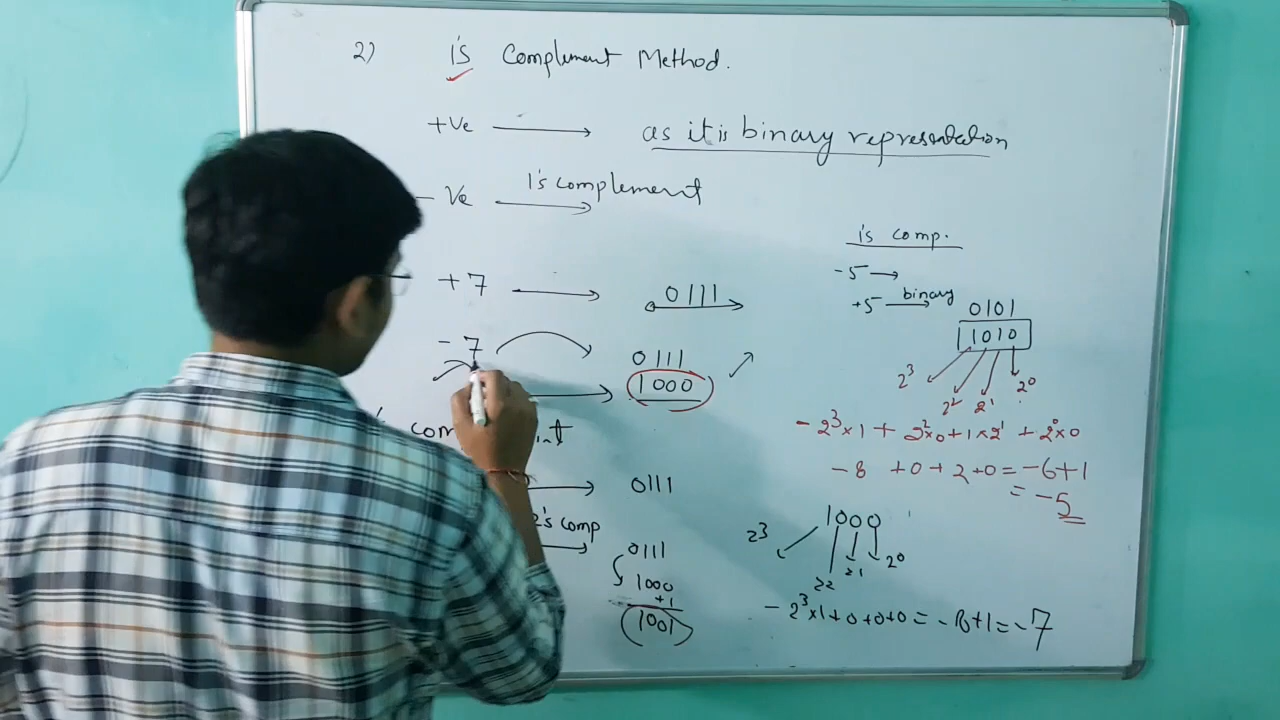 2) 1's Complement Method.
+Ve → as it is binary representation
- Ve 1's complement →
+7 → 0111
-7 0111
→ 1000
→ 0111
2's comp
→ 0111
1000
+1
1001
1's comp.
-5 →
+5 binary → 0101
1010
2³ 2² 2¹ 2⁰
- 2³×1 + 2²×0 + 1×2¹ + 2⁰×0
-8 +0+2+0 = -6+1
= -5
1000
2³ 2² 2¹ 2⁰
- 2³×1+0+0+0 = -8+1 = -7